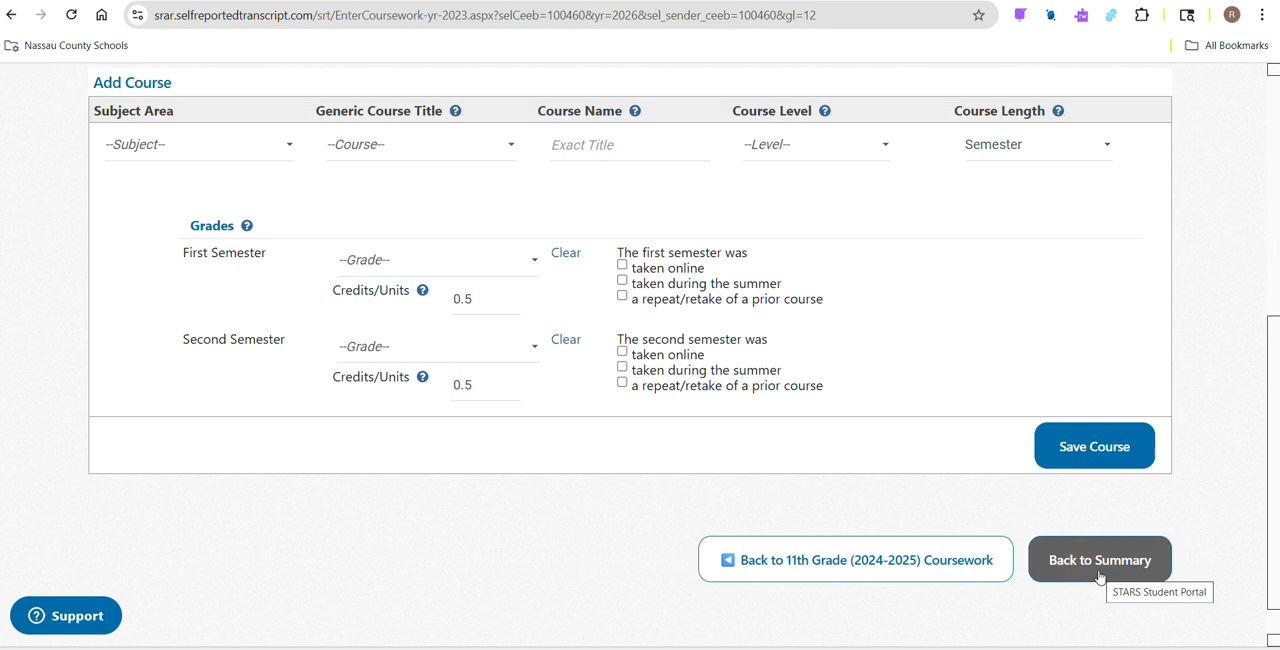 srar.selfreportedtranscript.com/srt/EnterCoursework-yr-2023.aspx?selCeeb=100460&yr=2026&sel_sender_ceeb=100460&gl=12
R
Nassau County Schools
All Bookmarks
Add Course
Subject Area Generic Course Title ? Course Name ? Course Level ? Course Length ?
--Subject-- --Course-- Exact Title --Level-- Semester
Grades ?
First Semester --Grade-- Clear The first semester was
taken online
taken during the summer
Credits/Units ? 0.5 a repeat/retake of a prior course
Second Semester --Grade-- Clear The second semester was
taken online
taken during the summer
Credits/Units ? 0.5 a repeat/retake of a prior course
Save Course
Back to 11th Grade (2024-2025) Coursework Back to Summary
STARS Student Portal
? Support